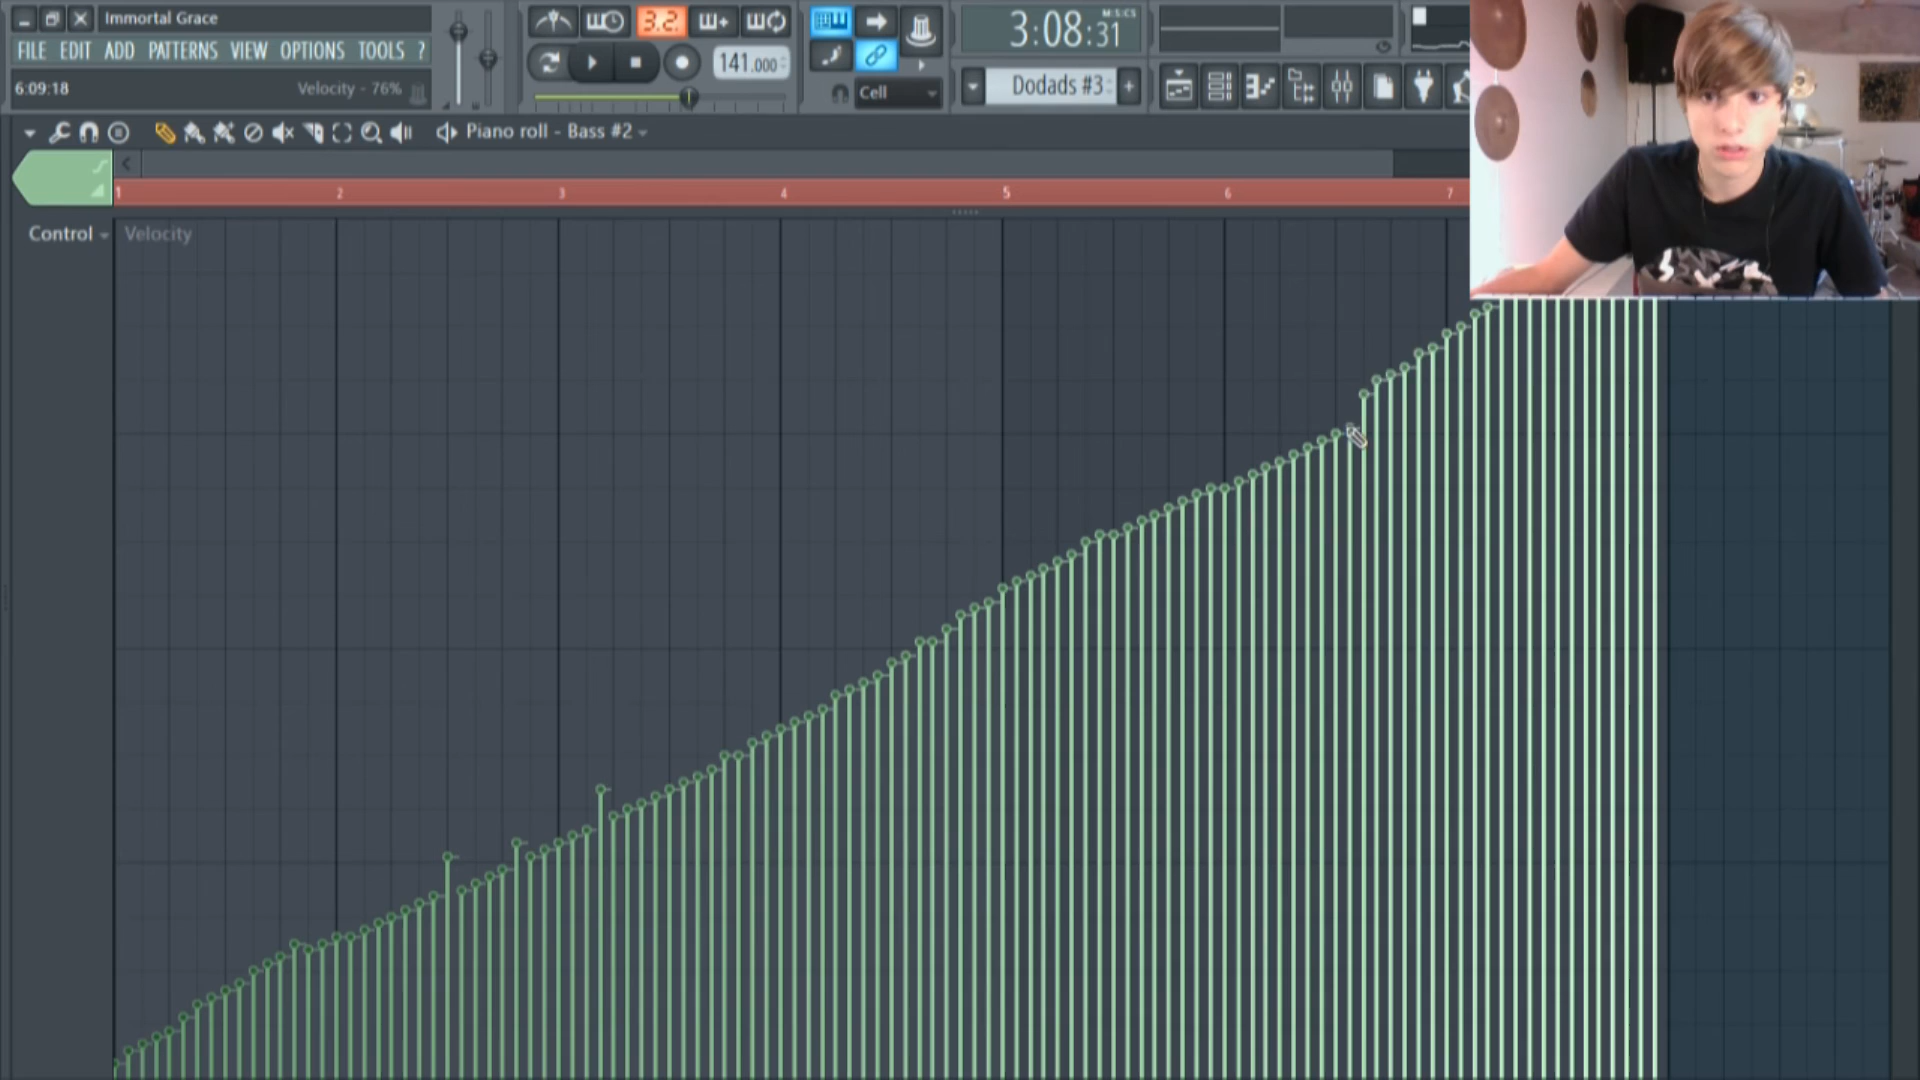 Immortal Grace
FILE EDIT ADD PATTERNS VIEW OPTIONS TOOLS ?
6:09:18 Velocity - 76%
3.2.
141.000
3:08:31
M:S:CS
Cell
Dodads #3
Piano roll - Bass #2
1 2 3 4 5 6 7
Control
Velocity